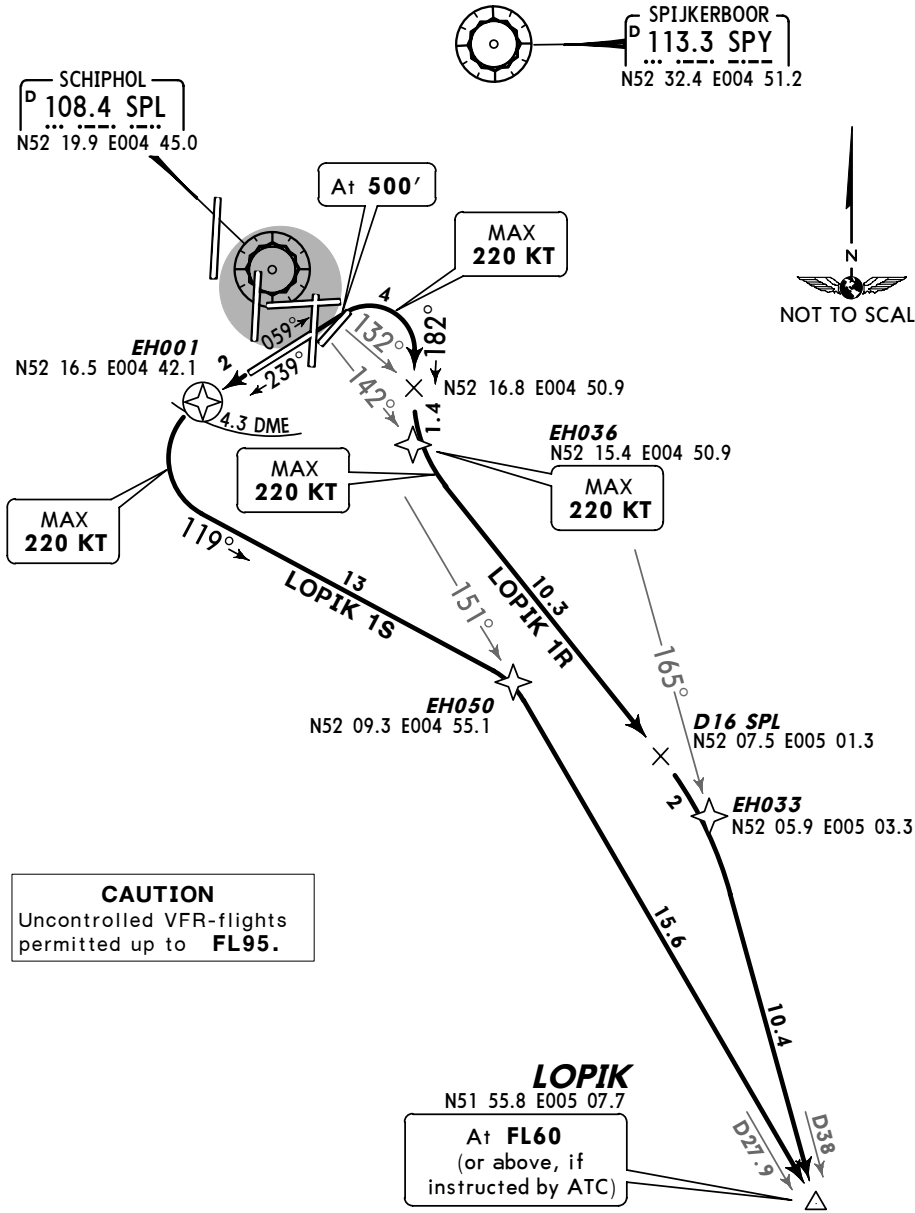 SPIJKERBOOR
D 113.3 SPY
N52 32.4 E004 51.2
SCHIPHOL
D 108.4 SPL
N52 19.9 E004 45.0
At 500'
MAX
220 KT
N
NOT TO SCAL
4
059°
132°
182°
EH001
N52 16.5 E004 42.1
2
239°
142°
N52 16.8 E004 50.9
4.3 DME
1.4
EH036
N52 15.4 E004 50.9
MAX
220 KT
MAX
220 KT
MAX
220 KT
119°
13
LOPIK 1S
151°
10.3
LOPIK 1R
165°
EH050
N52 09.3 E004 55.1
D16 SPL
N52 07.5 E005 01.3
2
EH033
N52 05.9 E005 03.3
CAUTION
Uncontrolled VFR-flights
permitted up to FL95.
15.6
10.4
LOPIK
N51 55.8 E005 07.7
At FL60
(or above, if
instructed by ATC)
D27.9
D38